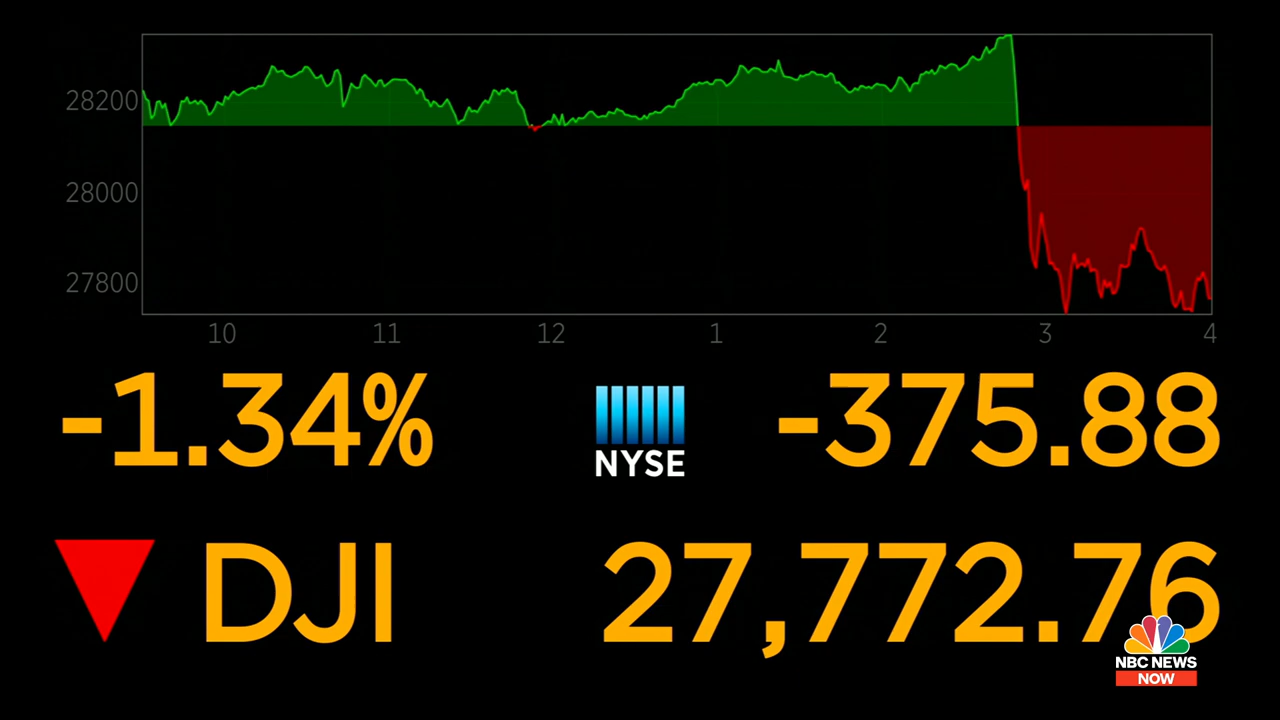 28200
28000
27800
10 11 12 1 2 3 4
-1.34% NYSE -375.88
DJI 27,772.76
NBC NEWS
NOW